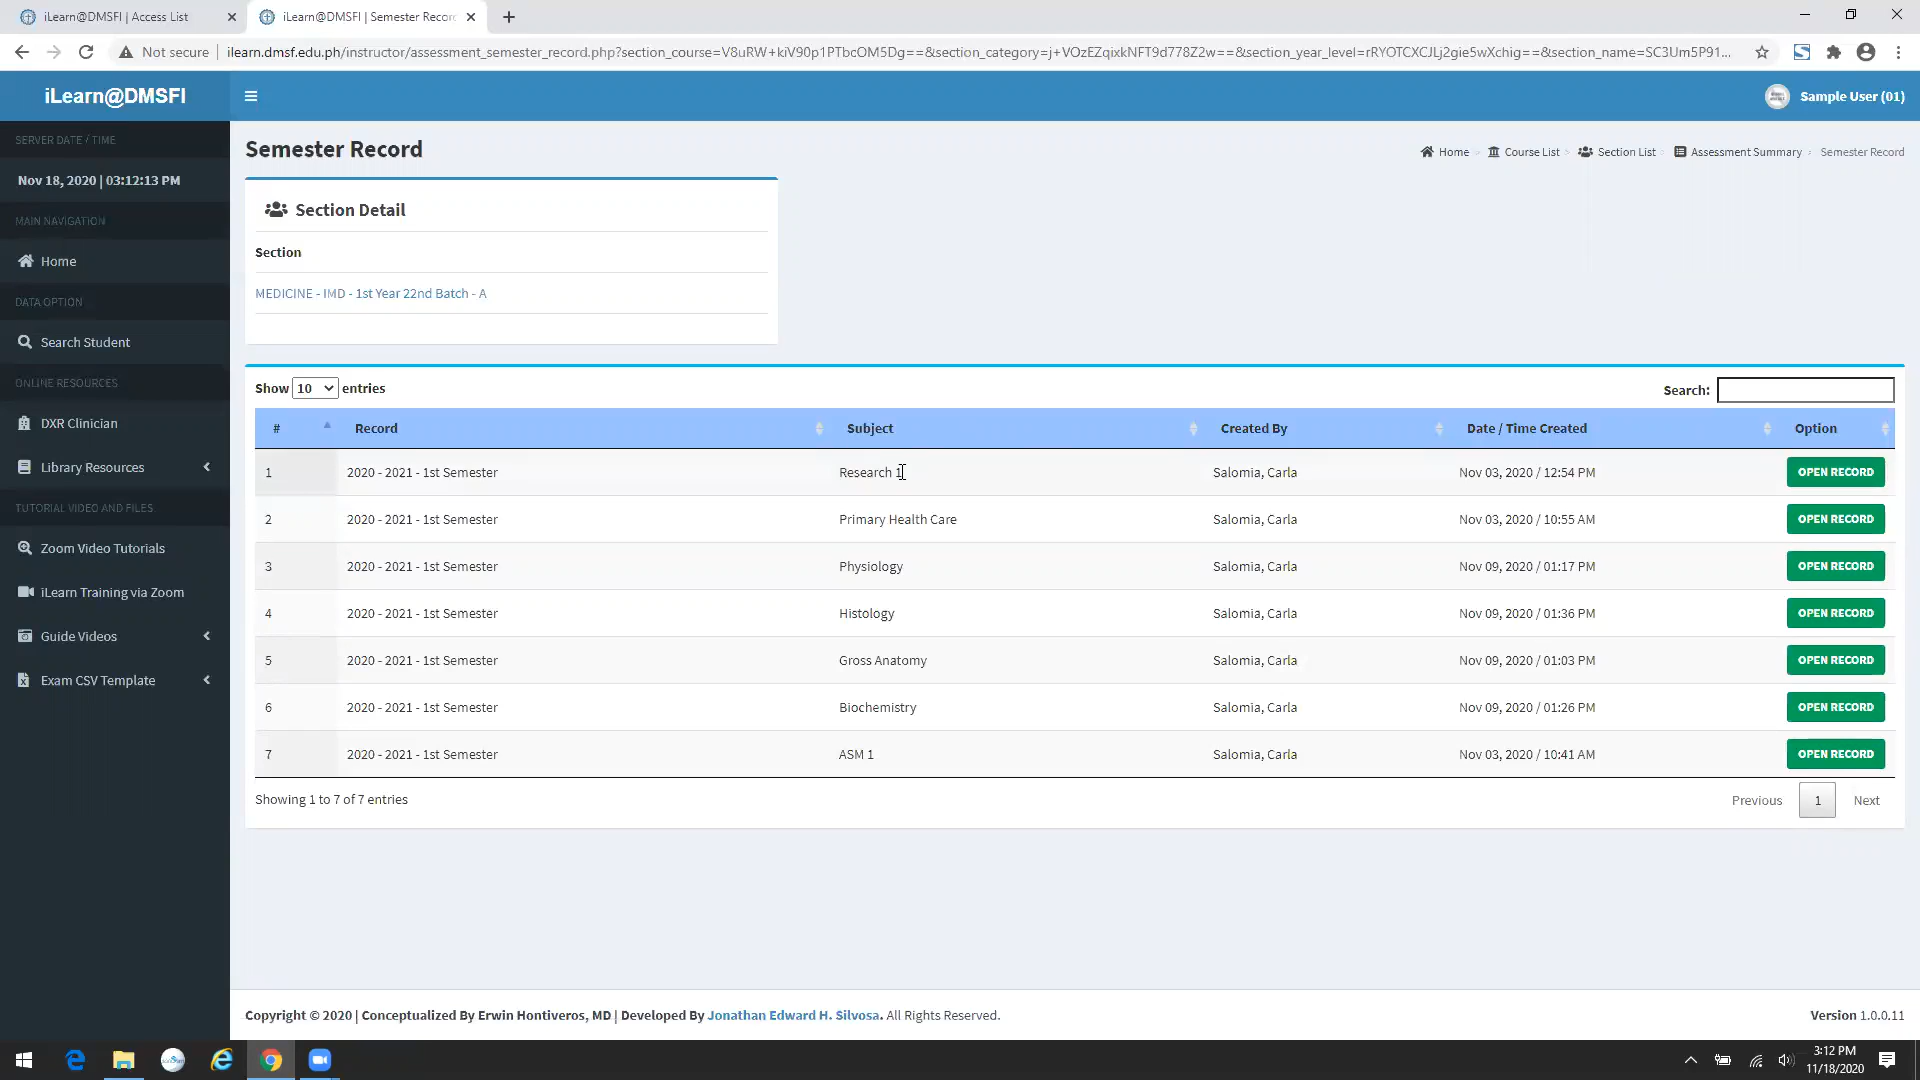 iLearn@DMSFI | Access List
iLearn@DMSFI | Semester Recor
Not secure | ilearn.dmsf.edu.ph/instructor/assessment_semester_record.php?section_course=V8uRW+kiV90p1PTbcOM5Dg==&section_category=j+VOzEZqixkNFT9d778Z2w==&section_year_level=rRYOTCXCJLj2gie5wXchig==&section_name=SC3Um5P91...
iLearn@DMSFI
Sample User (01)
SERVER DATE / TIME
Nov 18, 2020 | 03:12:13 PM
MAIN NAVIGATION
Home
DATA OPTION
Search Student
ONLINE RESOURCES
DXR Clinician
Library Resources
TUTORIAL VIDEO AND FILES
Zoom Video Tutorials
iLearn Training via Zoom
Guide Videos
Exam CSV Template
Semester Record
Home > Course List > Section List > Assessment Summary > Semester Record
Section Detail
Section
MEDICINE - IMD - 1st Year 22nd Batch - A
Show 10 entries
Search:
# Record Subject Created By Date / Time Created Option
1 2020 - 2021 - 1st Semester Research 1 Salomia, Carla Nov 03, 2020 / 12:54 PM OPEN RECORD
2 2020 - 2021 - 1st Semester Primary Health Care Salomia, Carla Nov 03, 2020 / 10:55 AM OPEN RECORD
3 2020 - 2021 - 1st Semester Physiology Salomia, Carla Nov 09, 2020 / 01:17 PM OPEN RECORD
4 2020 - 2021 - 1st Semester Histology Salomia, Carla Nov 09, 2020 / 01:36 PM OPEN RECORD
5 2020 - 2021 - 1st Semester Gross Anatomy Salomia, Carla Nov 09, 2020 / 01:03 PM OPEN RECORD
6 2020 - 2021 - 1st Semester Biochemistry Salomia, Carla Nov 09, 2020 / 01:26 PM OPEN RECORD
7 2020 - 2021 - 1st Semester ASM 1 Salomia, Carla Nov 03, 2020 / 10:41 AM OPEN RECORD
Showing 1 to 7 of 7 entries
Previous 1 Next
Copyright © 2020 | Conceptualized By Erwin Hontiveros, MD | Developed By Jonathan Edward H. Silvosa. All Rights Reserved.
Version 1.0.0.11
3:12 PM
11/18/2020